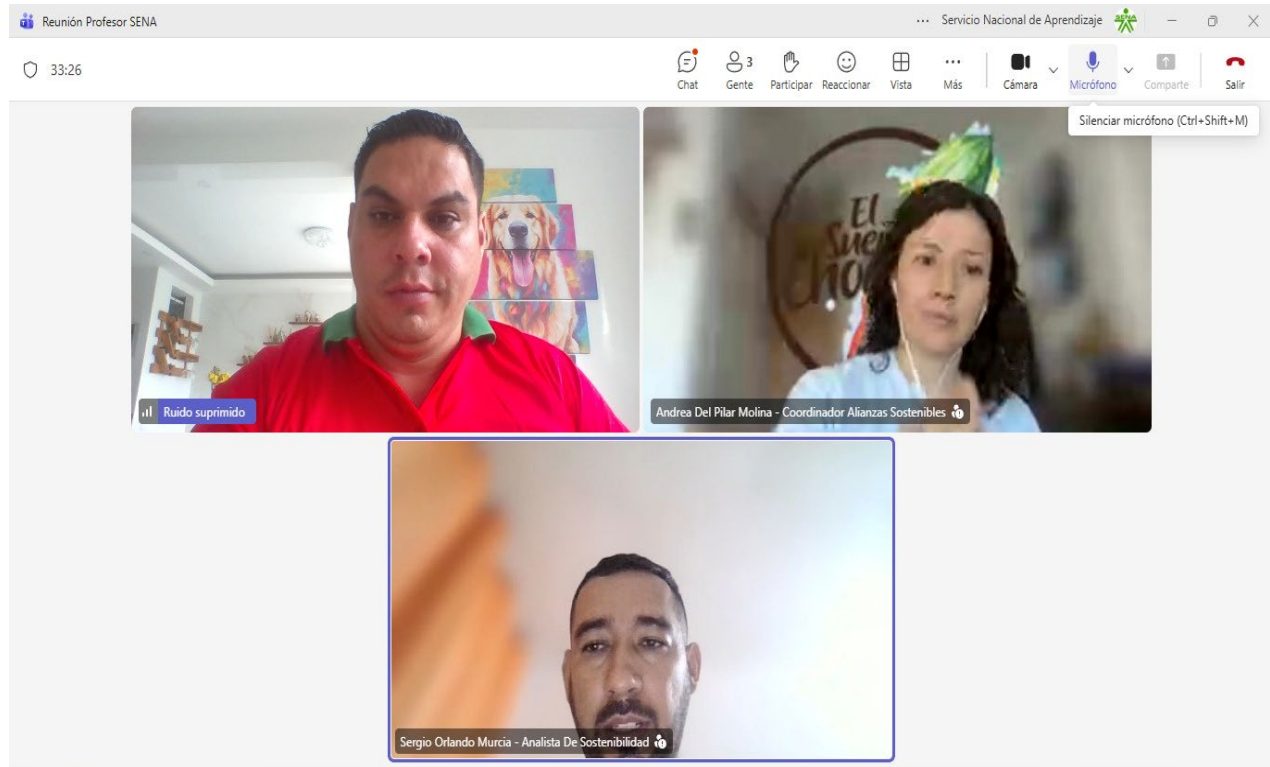 Reunión Profesor SENA
... Servicio Nacional de Aprendizaje
SENA
33:26
3
Chat Gente Participar Reaccionar Vista Más Cámara Micrófono Comparte Salir
Silenciar micrófono (Ctrl+Shift+M)
El
Ruido suprimido
Andrea Del Pilar Molina - Coordinador Alianzas Sostenibles
Sergio Orlando Murcia - Analista De Sostenibilidad